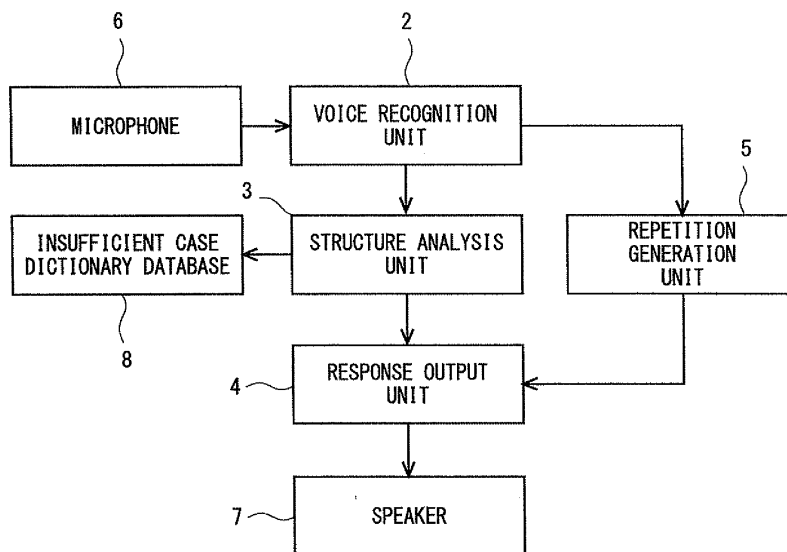 6
2
MICROPHONE
VOICE RECOGNITION
UNIT
5
3
INSUFFICIENT CASE
DICTIONARY DATABASE
STRUCTURE ANALYSIS
UNIT
REPETITION
GENERATION
UNIT
8
4
RESPONSE OUTPUT
UNIT
7
SPEAKER